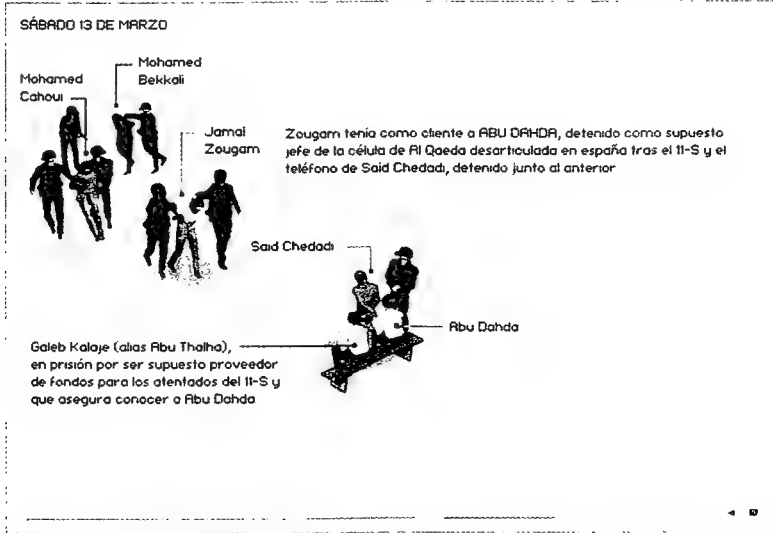 SÁBADO 13 DE MARZO
Mohamed
Bekkali
Mohamed
Cahoui
Jamal
Zougam
Zougam tenía como cliente a ABU DAHDA, detenido como supuesto
jefe de la célula de Al Qaeda desarticulada en españa tras el 11-S y el
teléfono de Said Chedadi, detenido junto al anterior
Said Chedadi
Abu Dahda
Galeb Kalaje (alias Abu Thalha),
en prisión por ser supuesto proveedor
de fondos para los atentados del 11-S y
que asegura conocer a Abu Dahda